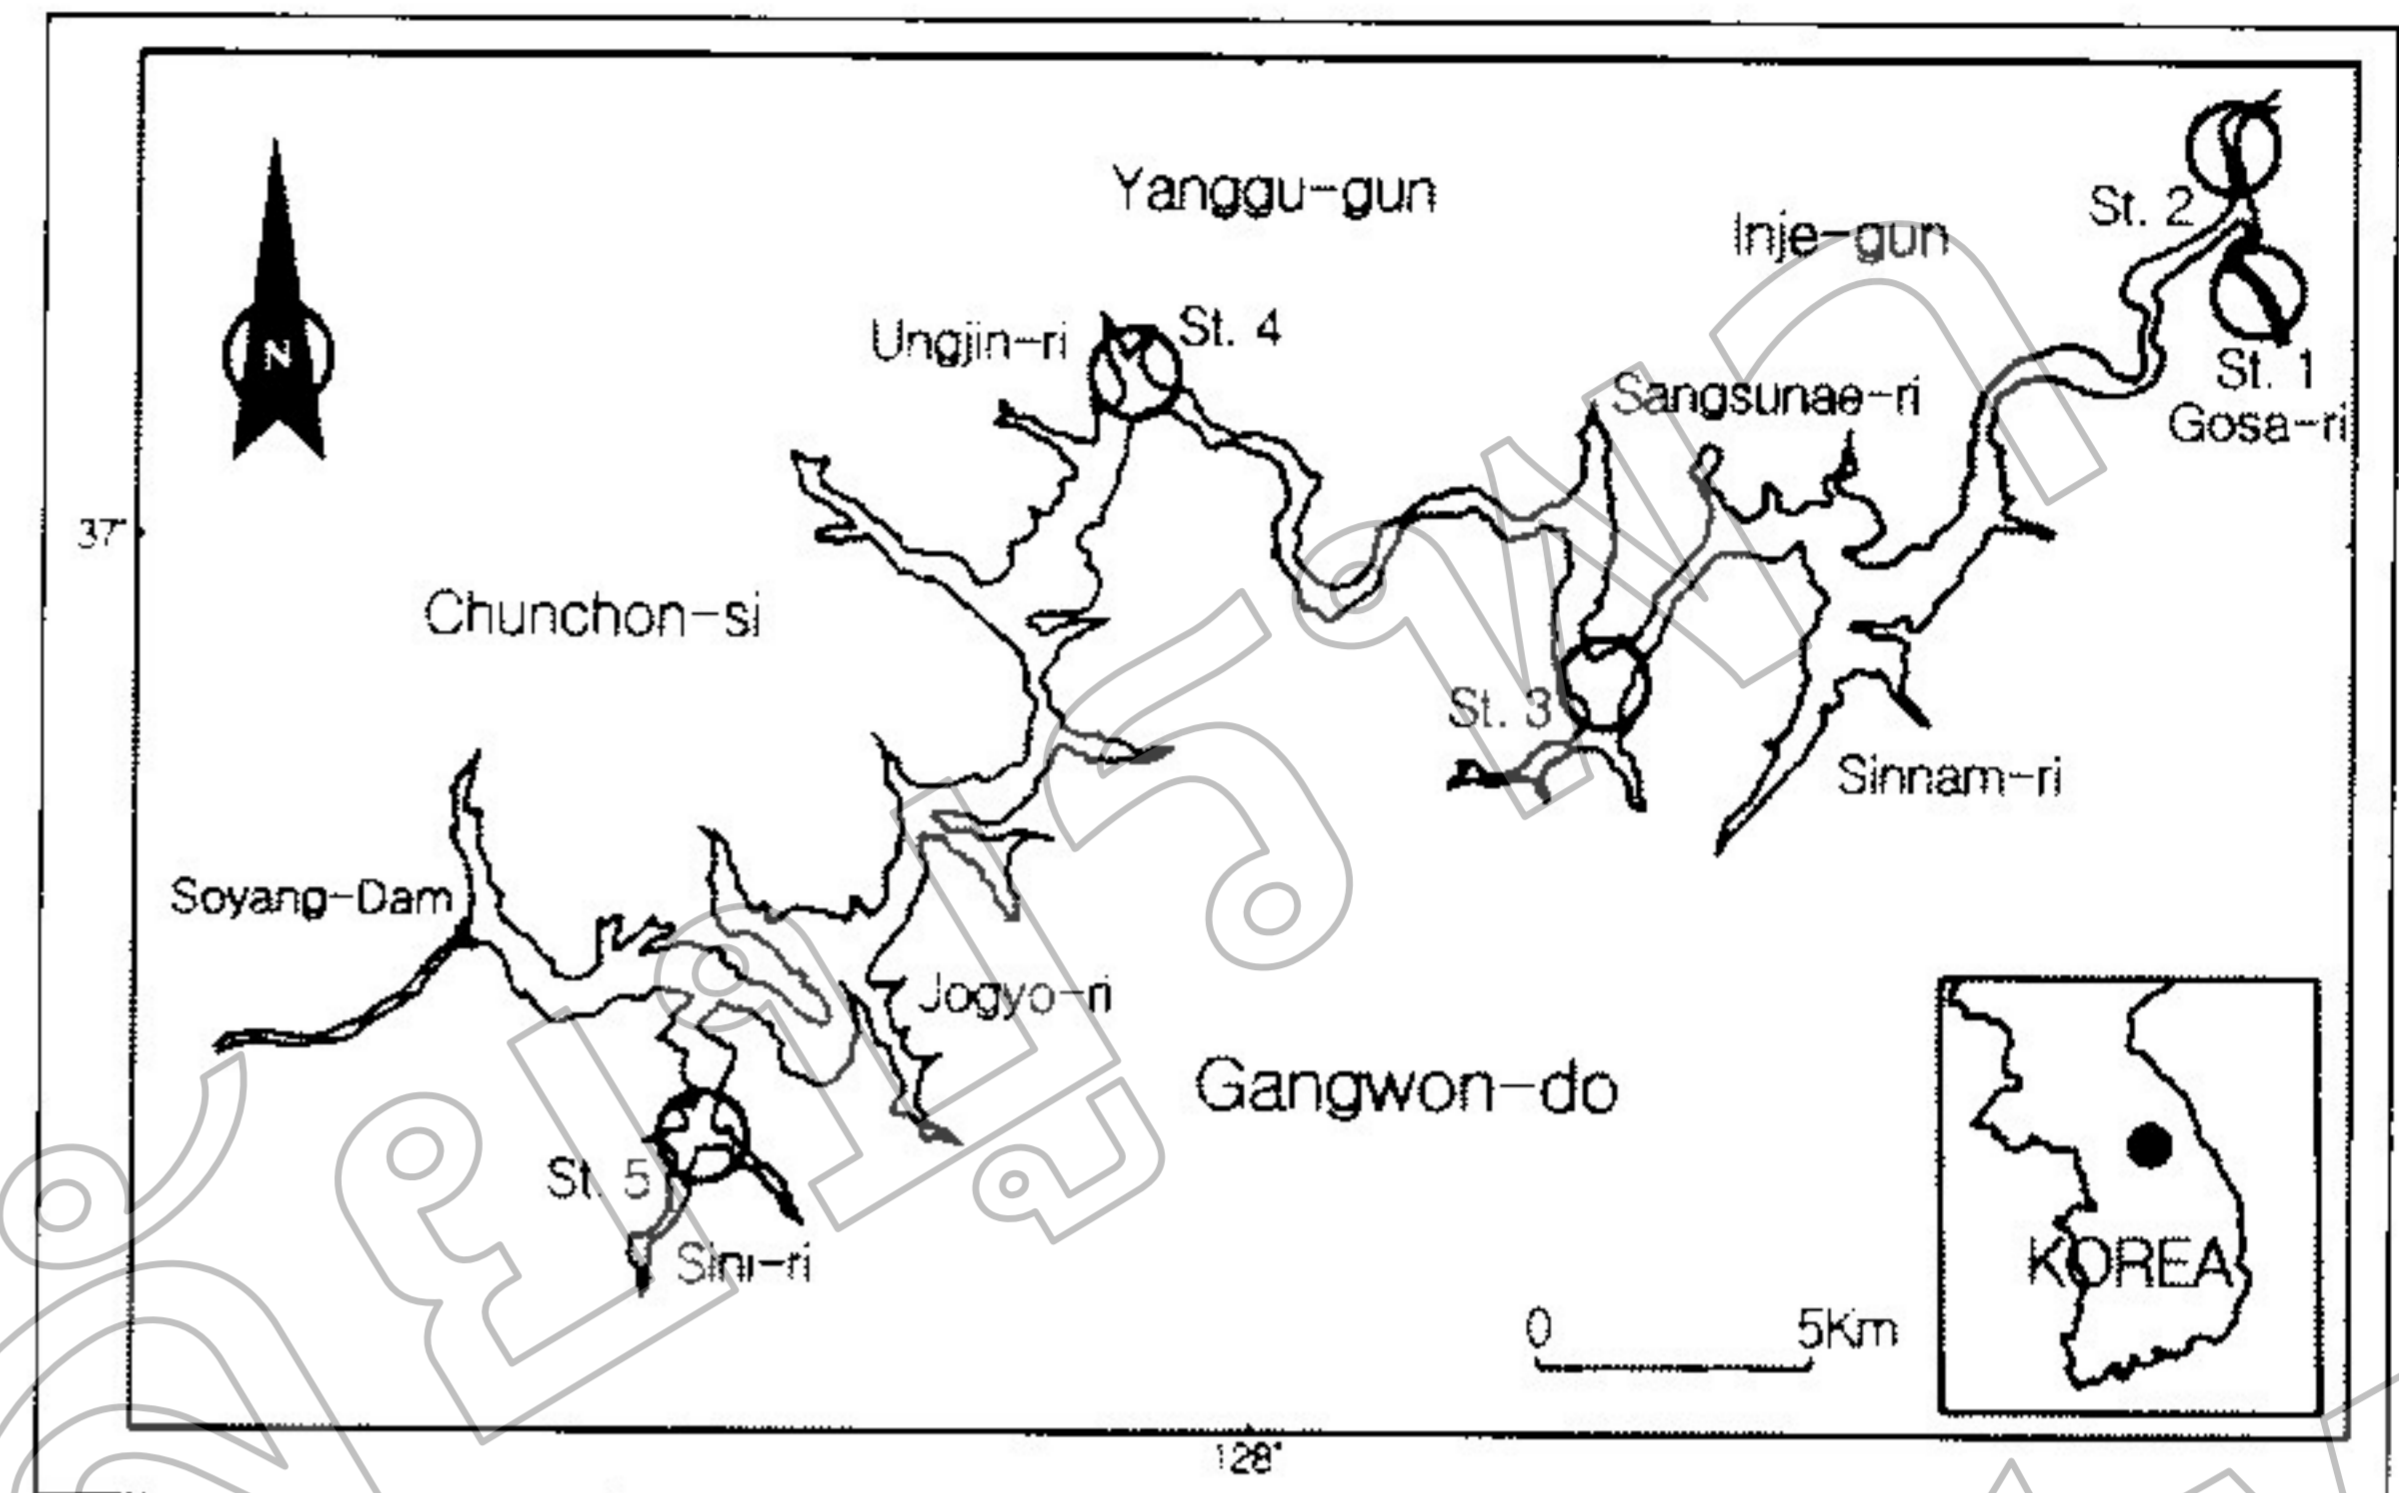 Yanggu-gun
Inje-gun
St. 2
St. 1
Gosa-ri
Ungjin-ri
St. 4
Sangsunae-ri
N
37°
Chunchon-si
St. 3
Sinnam-ri
Soyang-Dam
Jogyo-ri
Gangwon-do
St. 5
Sini-ri
KOREA
0 5Km
128°